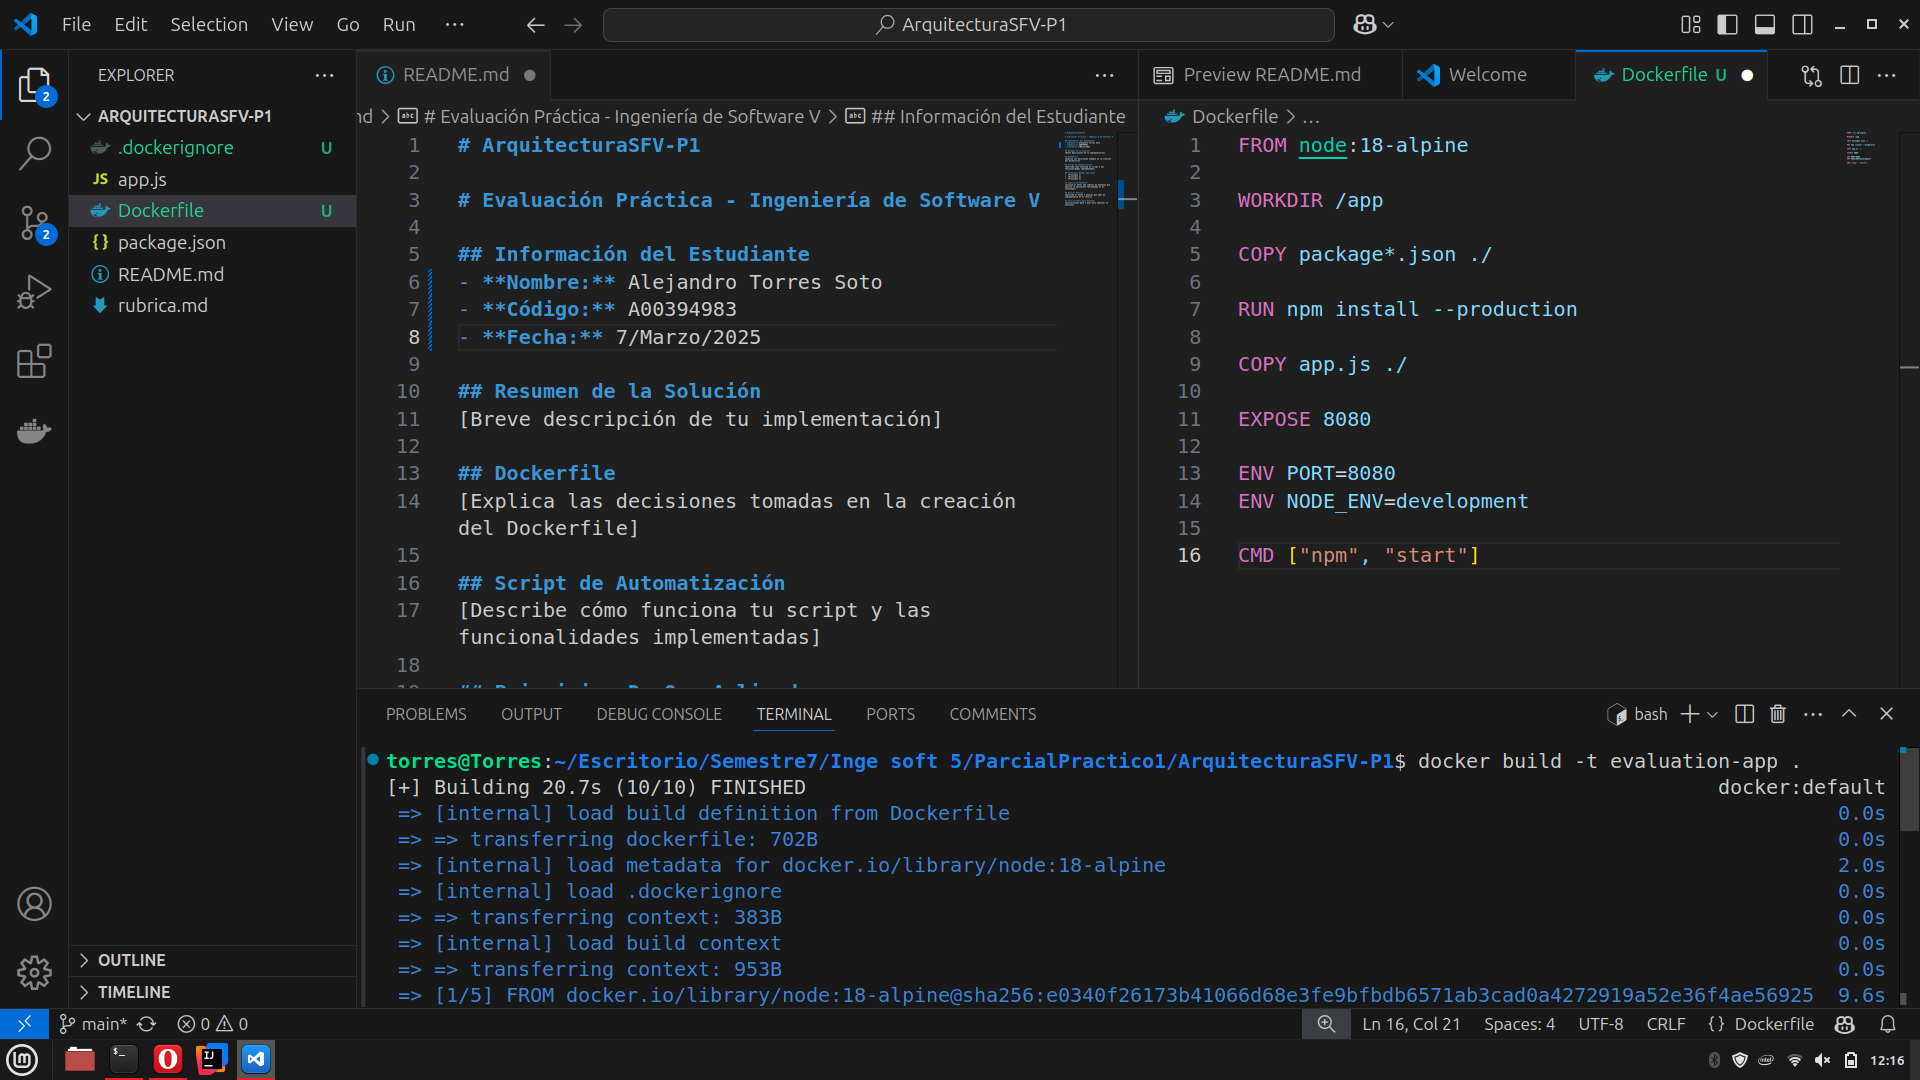 File Edit Selection View Go Run ···
ArquitecturaSFV-P1
EXPLORER
ARQUITECTURASFV-P1
.dockerignore U
JS app.js
Dockerfile U
{} package.json
README.md
rubrica.md
OUTLINE
TIMELINE
2
2
README.md
nd > # Evaluación Práctica - Ingeniería de Software V > ## Información del Estudiante
1 # ArquitecturaSFV-P1
2
3 # Evaluación Práctica - Ingeniería de Software V
4
5 ## Información del Estudiante
6 - **Nombre:** Alejandro Torres Soto
7 - **Código:** A00394983
8 - **Fecha:** 7/Marzo/2025
9
10 ## Resumen de la Solución
11 [Breve descripción de tu implementación]
12
13 ## Dockerfile
14 [Explica las decisiones tomadas en la creación
del Dockerfile]
15
16 ## Script de Automatización
17 [Describe cómo funciona tu script y las
funcionalidades implementadas]
18
Preview README.md Welcome Dockerfile U
Dockerfile > ...
1 FROM node:18-alpine
2
3 WORKDIR /app
4
5 COPY package*.json ./
6
7 RUN npm install --production
8
9 COPY app.js ./
10
11 EXPOSE 8080
12
13 ENV PORT=8080
14 ENV NODE_ENV=development
15
16 CMD ["npm", "start"]
PROBLEMS OUTPUT DEBUG CONSOLE TERMINAL PORTS COMMENTS
bash
torres@Torres:~/Escritorio/Semestre7/Inge soft 5/ParcialPractico1/ArquitecturaSFV-P1$ docker build -t evaluation-app .
[+] Building 20.7s (10/10) FINISHED docker:default
=> [internal] load build definition from Dockerfile 0.0s
=> => transferring dockerfile: 702B 0.0s
=> [internal] load metadata for docker.io/library/node:18-alpine 2.0s
=> [internal] load .dockerignore 0.0s
=> => transferring context: 383B 0.0s
=> [internal] load build context 0.0s
=> => transferring context: 953B 0.0s
=> [1/5] FROM docker.io/library/node:18-alpine@sha256:e0340f26173b41066d68e3fe9bfbdb6571ab3cad0a4272919a52e36f4ae56925 9.6s
main* 0 0
Ln 16, Col 21 Spaces: 4 UTF-8 CRLF {} Dockerfile
12:16